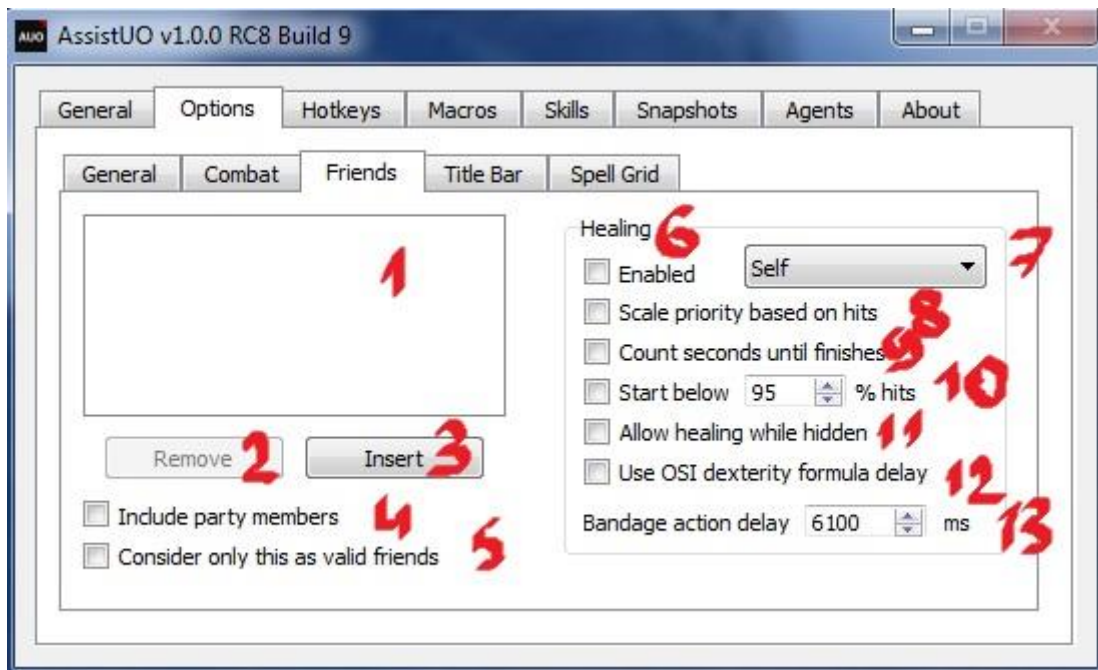 AUO AssistUO v1.0.0 RC8 Build 9
General Options Hotkeys Macros Skills Snapshots Agents About
General Combat Friends Title Bar Spell Grid
1
Remove 2 Insert 3
Include party members 4
Consider only this as valid friends 5
Healing 6
Enabled Self 7
Scale priority based on hits 8
Count seconds until finishes 9
Start below 95 % hits 10
Allow healing while hidden 11
Use OSI dexterity formula delay 12
Bandage action delay 6100 ms 13